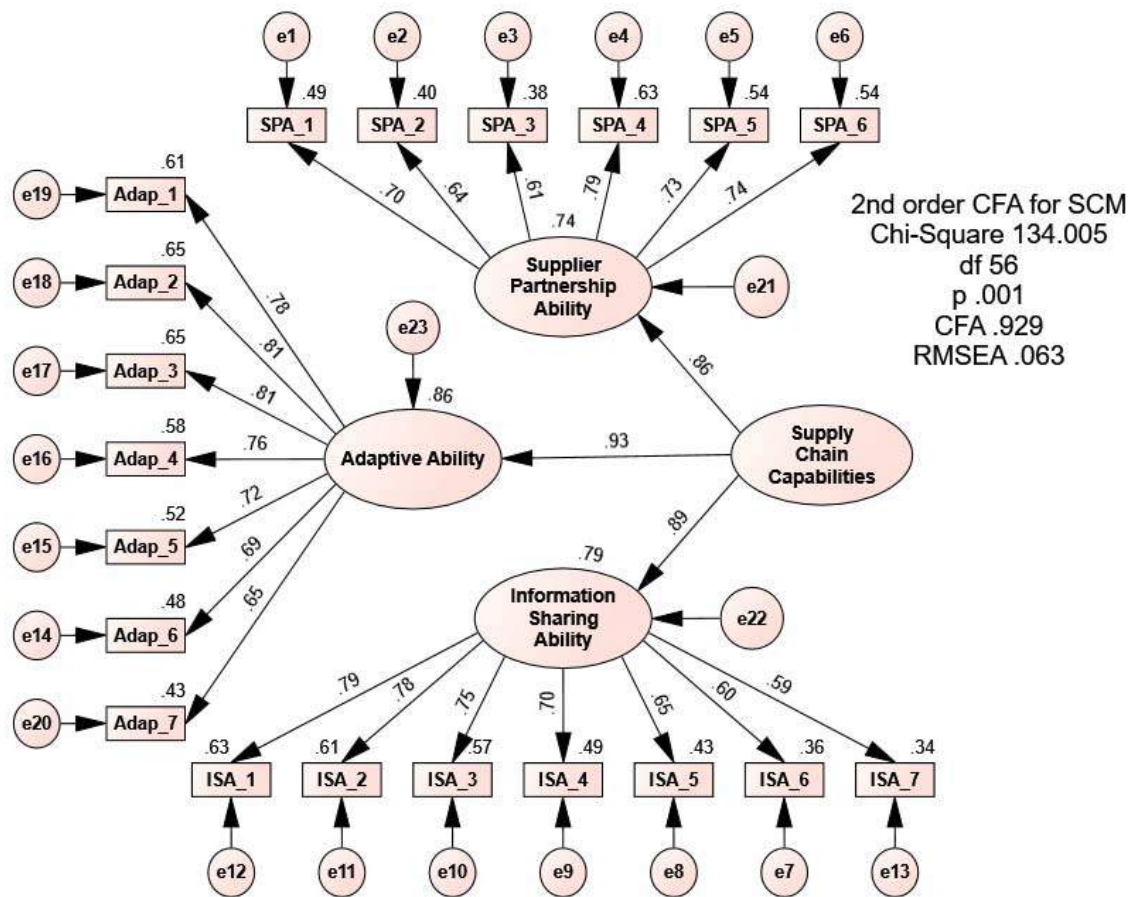 e1
e2
e3
e4
e5
e6
.49
.40
.38
.63
.54
.54
SPA_1
SPA_2
SPA_3
SPA_4
SPA_5
SPA_6
.70
.64
.61
.79
.73
.74
.74
Supplier
Partnership
Ability
e21
2nd order CFA for SCM
Chi-Square 134.005
df 56
p .001
CFA .929
RMSEA .063
e19
.61
Adap_1
e18
.65
Adap_2
e17
.65
Adap_3
e16
.58
Adap_4
e15
.52
Adap_5
e14
.48
Adap_6
e20
.43
Adap_7
.78
.81
.81
.76
.72
.69
.65
e23
.86
Adaptive Ability
.86
.93
.89
Supply
Chain
Capabilities
.79
Information
Sharing
Ability
e22
.79
.78
.75
.70
.65
.60
.59
.63
.61
.57
.49
.43
.36
.34
ISA_1
ISA_2
ISA_3
ISA_4
ISA_5
ISA_6
ISA_7
e12
e11
e10
e9
e8
e7
e13